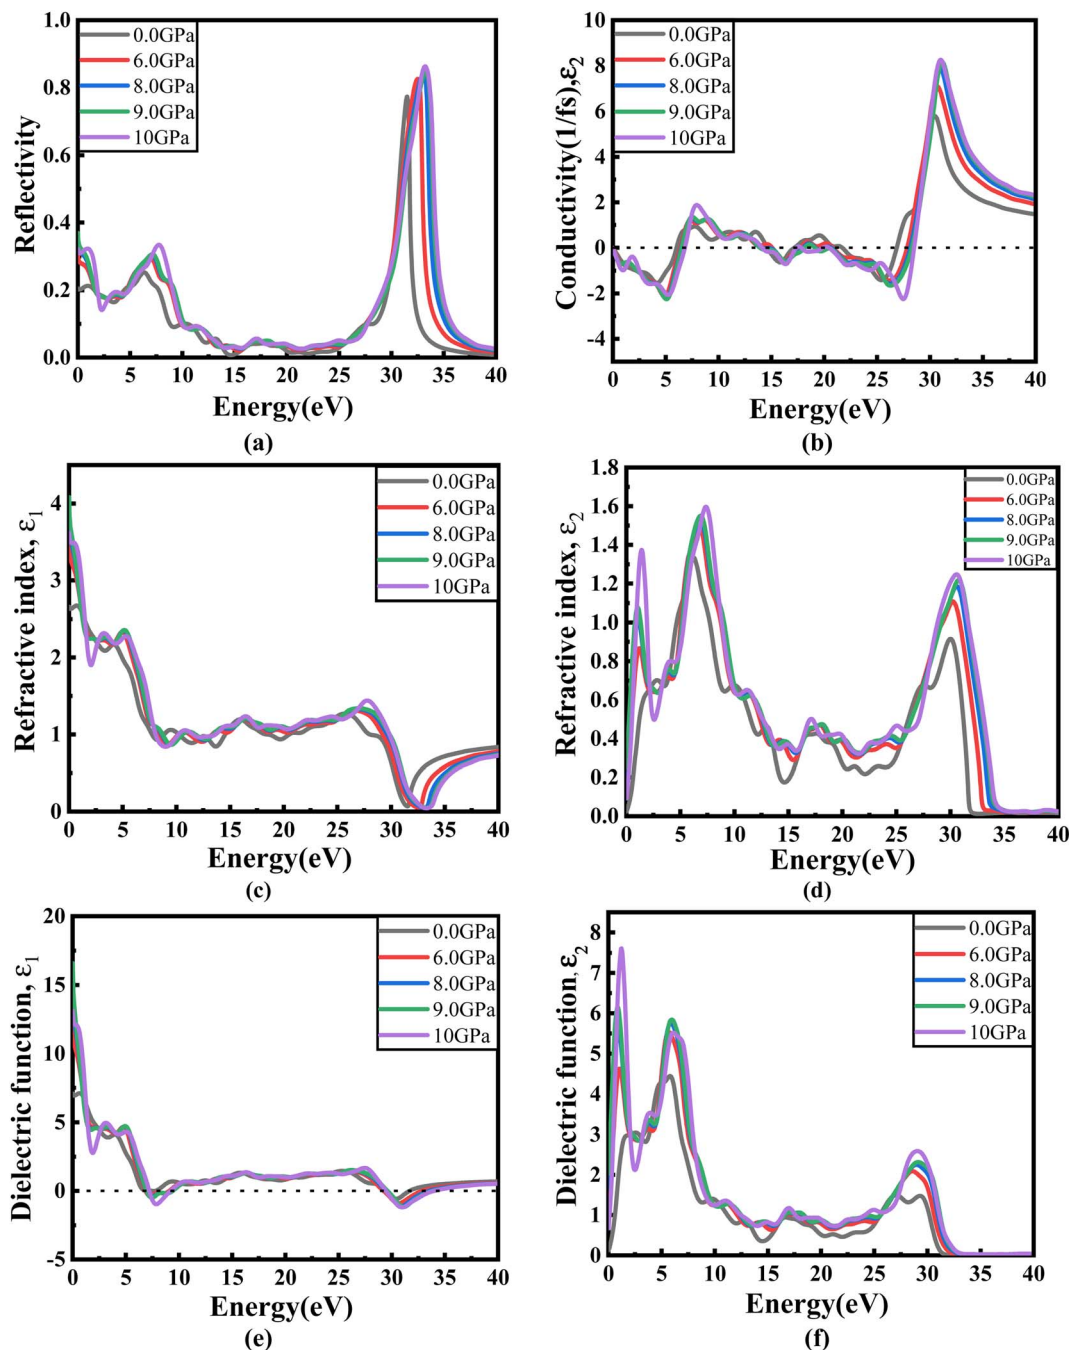 1.0
0.8
0.6
0.4
0.2
0.0
Reflectivity
0.0GPa
6.0GPa
8.0GPa
9.0GPa
10GPa
0 5 10 15 20 25 30 35 40
Energy(eV)
(a)
10
8
6
4
2
0
-2
-4
Conductivity(1/fs),ε₂
0.0GPa
6.0GPa
8.0GPa
9.0GPa
10GPa
0 5 10 15 20 25 30 35 40
Energy(eV)
(b)
4
3
2
1
0
Refractive index, ε₁
0.0GPa
6.0GPa
8.0GPa
9.0GPa
10GPa
0 5 10 15 20 25 30 35 40
Energy(eV)
(c)
1.8
1.6
1.4
1.2
1.0
0.8
0.6
0.4
0.2
0.0
Refractive index, ε₂
0.0GPa
6.0GPa
8.0GPa
9.0GPa
10GPa
0 5 10 15 20 25 30 35 40
Energy(eV)
(d)
20
15
10
5
0
-5
Dielectric function, ε₁
0.0GPa
6.0GPa
8.0GPa
9.0GPa
10GPa
0 5 10 15 20 25 30 35 40
Energy(eV)
(e)
8
7
6
5
4
3
2
1
0
Dielectric function,ε₂
0.0GPa
6.0GPa
8.0GPa
9.0GPa
10GPa
0 5 10 15 20 25 30 35 40
Energy(eV)
(f)